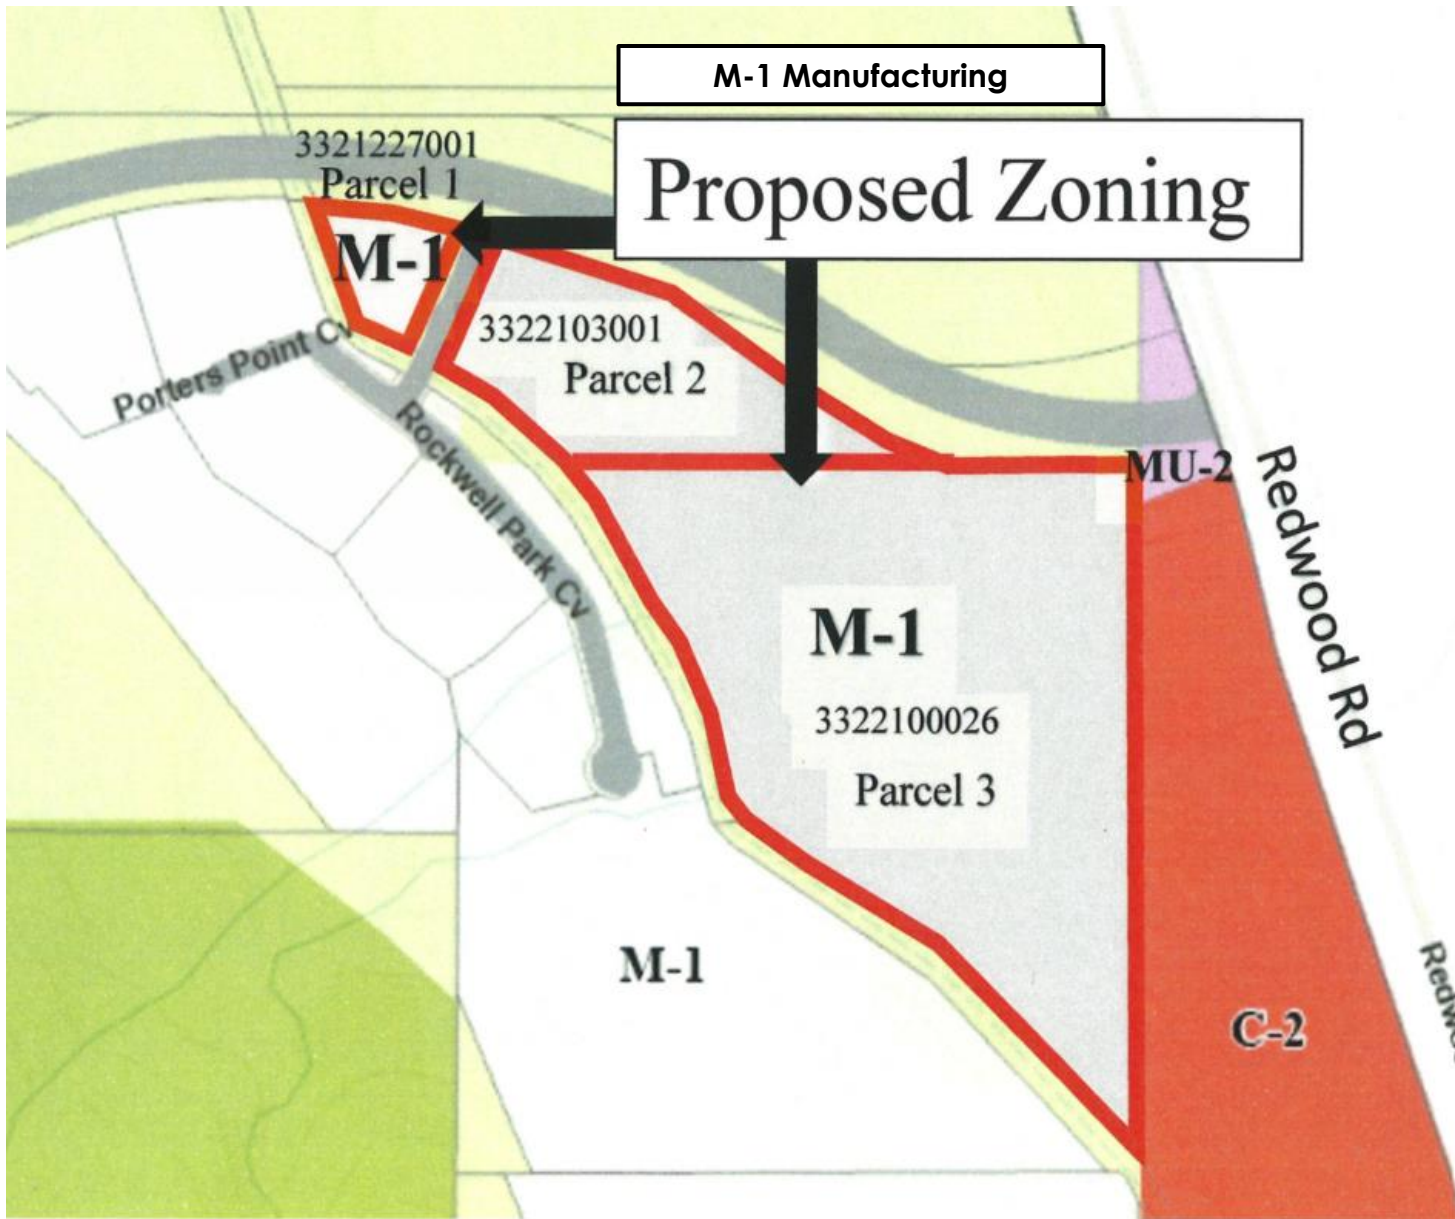 M-1 Manufacturing
Proposed Zoning
3321227001
Parcel 1
M-1
3322103001
Parcel 2
Porters Point Cv
Rockwell Park Cv
MU-2
Redwood Rd
M-1
3322100026
Parcel 3
M-1
C-2